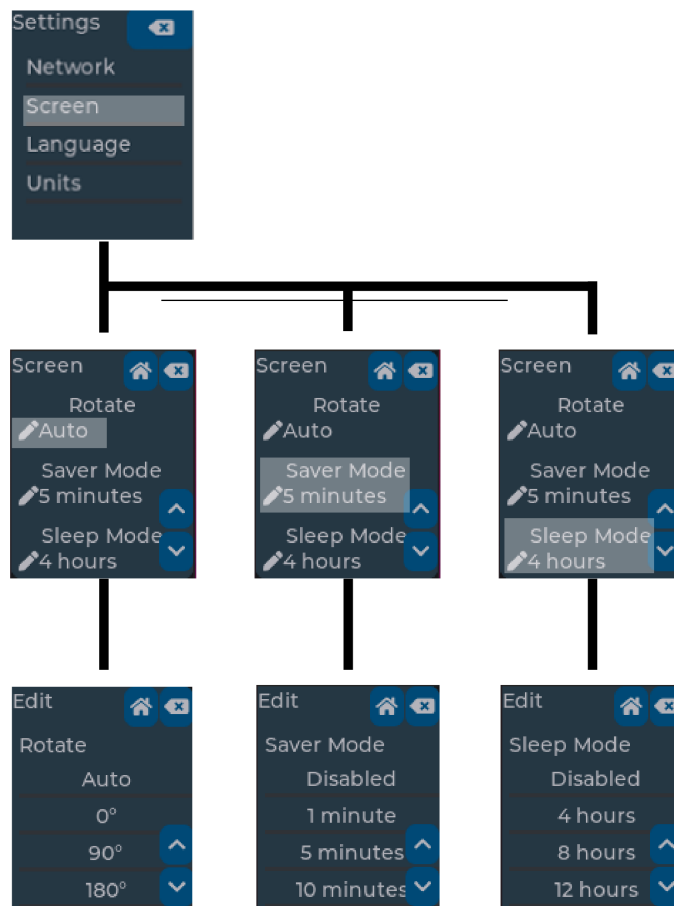 Settings
Network
Screen
Language
Units
Screen
Rotate
Auto
Saver Mode
5 minutes
Sleep Mode
4 hours
Screen
Rotate
Auto
Saver Mode
5 minutes
Sleep Mode
4 hours
Screen
Rotate
Auto
Saver Mode
5 minutes
Sleep Mode
4 hours
Edit
Rotate
Auto
0°
90°
180°
Edit
Saver Mode
Disabled
1 minute
5 minutes
10 minutes
Edit
Sleep Mode
Disabled
4 hours
8 hours
12 hours